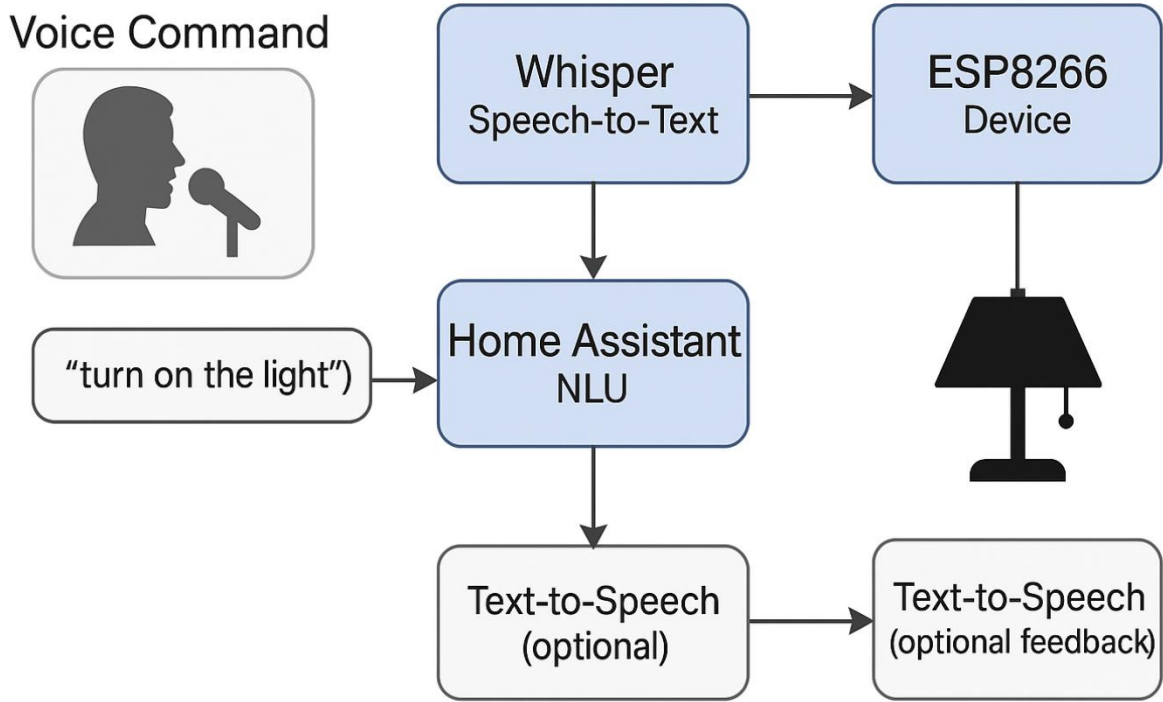 Voice Command
Whisper
Speech-to-Text
ESP8266
Device
“turn on the light”)
Home Assistant
NLU
Text-to-Speech
(optional)
Text-to-Speech
(optional feedback)